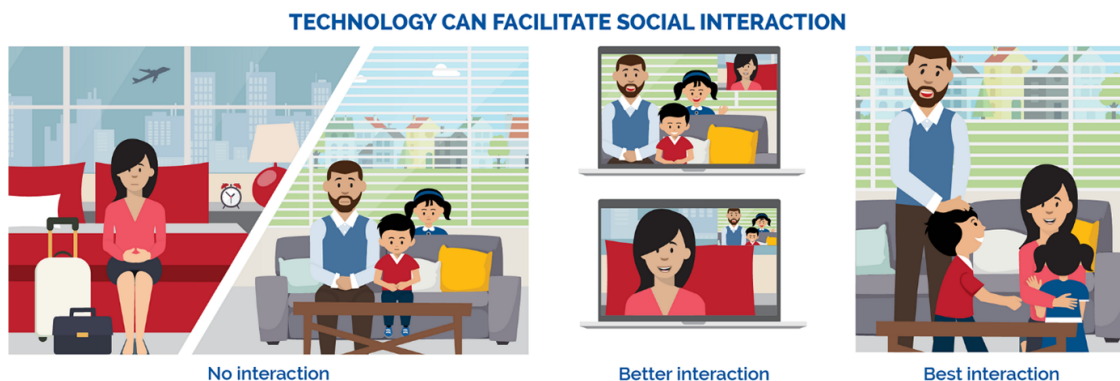 TECHNOLOGY CAN FACILITATE SOCIAL INTERACTION
No interaction
Better interaction
Best interaction